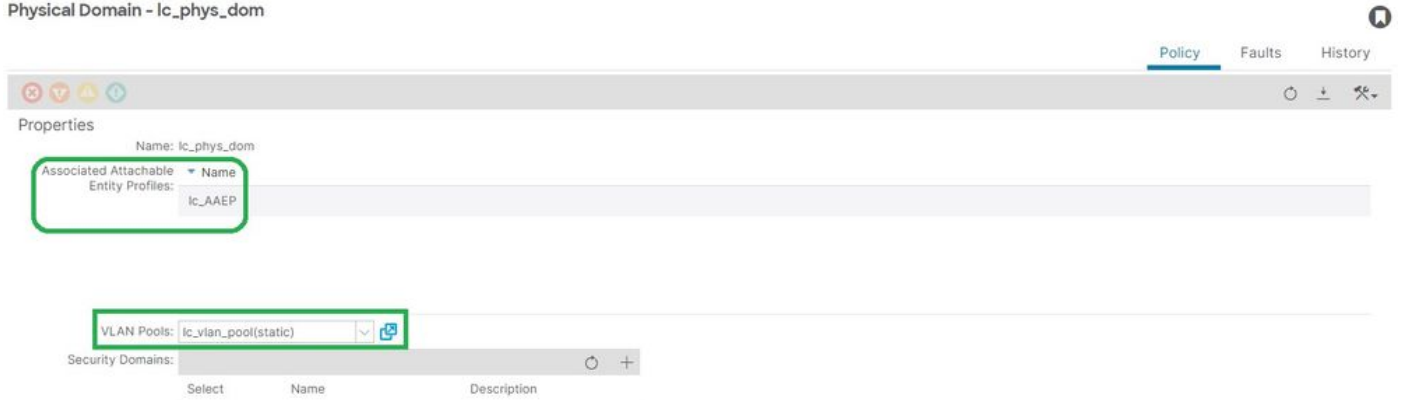 Physical Domain - lc_phys_dom
Policy Faults History
Properties
Name: lc_phys_dom
Associated Attachable Entity Profiles:
Name
lc_AAEP
VLAN Pools: lc_vlan_pool(static)
Security Domains:
Select Name Description